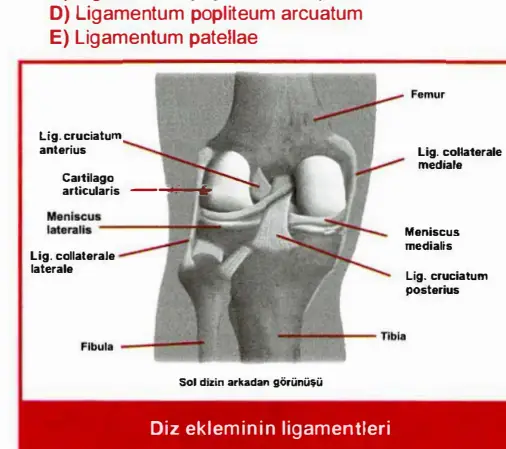 D) Ligamentum popliteum arcuatum
E) Ligamentum patellae
Femur
Lig. cruciatum
anterius
Lig. collaterale
mediale
Cartilago
articularis
Meniscus
lateralis
Meniscus
medialis
Lig. collaterale
laterale
Lig. cruciatum
posterius
Fibula
Tibia
Sol dizin arkadan görünüşü
Diz ekleminin ligamentleri